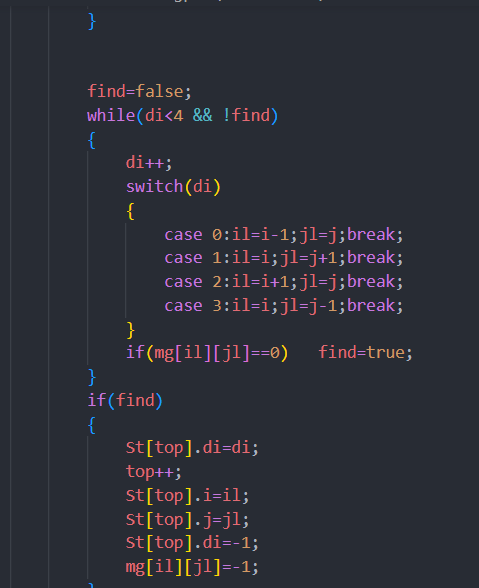 }
find=false;
while(di<4 && !find)
{
di++;
switch(di)
{
case 0:il=i-1;jl=j;break;
case 1:il=i;jl=j+1;break;
case 2:il=i+1;jl=j;break;
case 3:il=i;jl=j-1;break;
}
if(mg[il][jl]==0)   find=true;
}
if(find)
{
St[top].di=di;
top++;
St[top].i=il;
St[top].j=jl;
St[top].di=-1;
mg[il][jl]=-1;